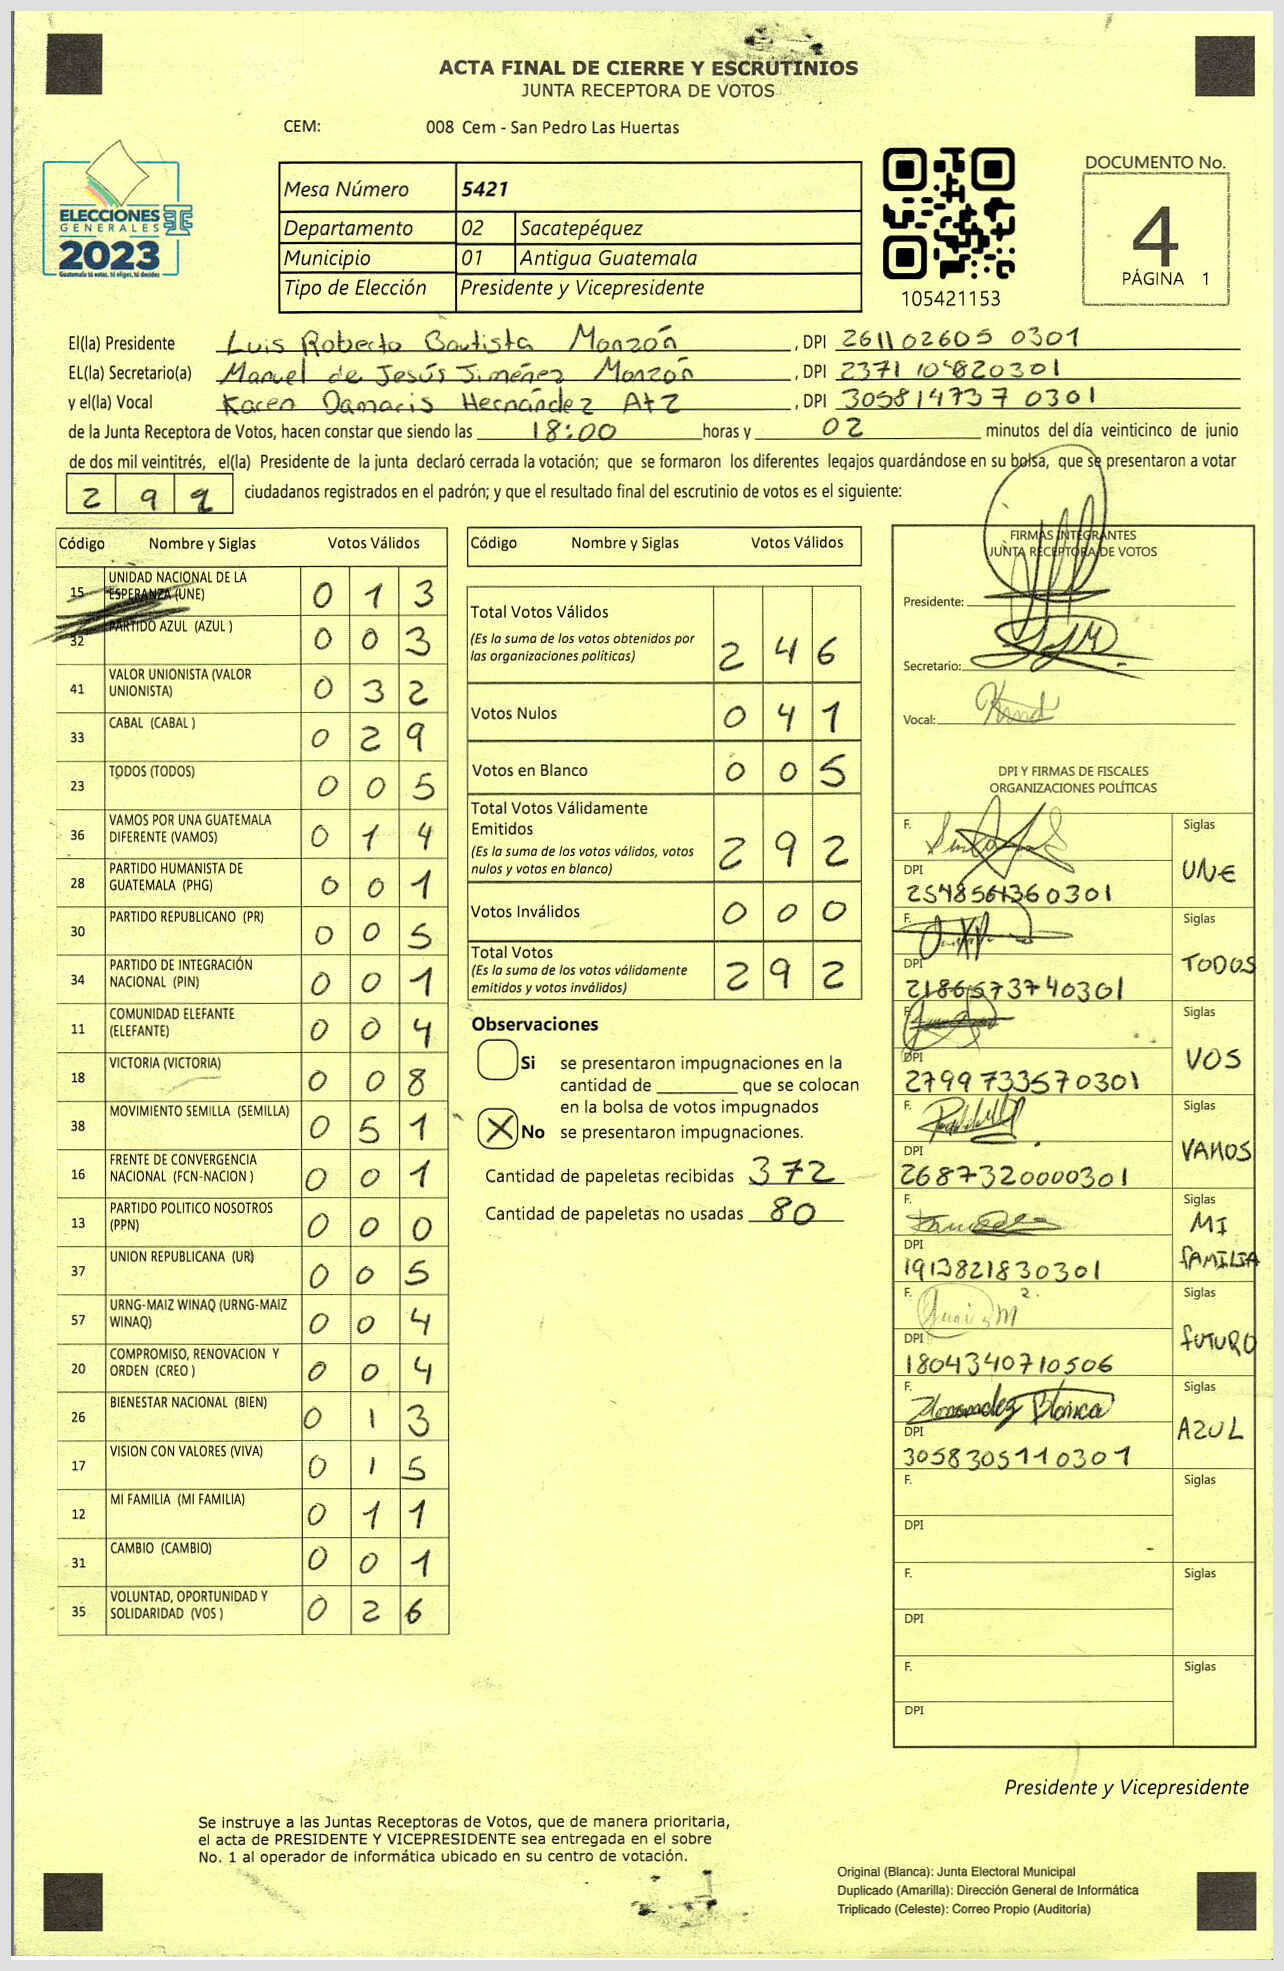 ACTA FINAL DE CIERRE Y ESCRUTINIOS
JUNTA RECEPTORA DE VOTOS
CEM: 008 Cem - San Pedro Las Huertas
ELECCIONES
GENERALES
2023
Guatemala tú votas, tú eliges, tú decides
Mesa Número 5421
Departamento 02 Sacatepéquez
Municipio 01 Antigua Guatemala
Tipo de Elección Presidente y Vicepresidente
105421153
DOCUMENTO No.
4
PÁGINA 1
El(la) Presidente Luis Roberto Bautista Monzón, DPI 261102605 0301
EL(la) Secretario(a) Manuel de Jesús Jiménez Monzón, DPI
y el(la) Vocal Karen Damaris Hernández, DPI 305814737 0301
de la Junta Receptora de Votos, hacen constar que siendo las 18:00 horas y 02 minutos del día veinticinco de junio
de dos mil veintitrés, el(la) Presidente de la junta declaró cerrada la votación; que se formaron los diferentes legajos guardándose en su bolsa, que se presentaron a votar
ciudadanos registrados en el padrón; y que el resultado final del escrutinio de votos es el siguiente:
Código Nombre y Siglas Votos Válidos
15 UNIDAD NACIONAL DE LA ESPERANZA (UNE) 0 1 3
32 PARTIDO AZUL (AZUL ) 0 0 3
41 VALOR UNIONISTA (VALOR UNIONISTA) 0 3 2
33 CABAL (CABAL ) 0 2 9
23 TODOS (TODOS) 0 0 5
36 VAMOS POR UNA GUATEMALA DIFERENTE (VAMOS) 0 1 4
28 PARTIDO HUMANISTA DE GUATEMALA (PHG) 0 0 1
30 PARTIDO REPUBLICANO (PR) 0 0 5
34 PARTIDO DE INTEGRACIÓN NACIONAL (PIN) 0 0 1
11 COMUNIDAD ELEFANTE (ELEFANTE) 0 0 4
18 VICTORIA (VICTORIA) 0 0 8
38 MOVIMIENTO SEMILLA (SEMILLA) 0 5 1
16 FRENTE DE CONVERGENCIA NACIONAL (FCN-NACION ) 0 0 1
13 PARTIDO POLITICO NOSOTROS (PPN) 0 0 0
37 UNION REPUBLICANA (UR) 0 0 5
57 URNG-MAIZ WINAQ (URNG-MAIZ WINAQ) 0 0 4
20 COMPROMISO, RENOVACION Y ORDEN (CREO ) 0 0 4
26 BIENESTAR NACIONAL (BIEN) 0 1 3
17 VISION CON VALORES (VIVA) 0 1 5
12 MI FAMILIA (MI FAMILIA) 0 1 1
31 CAMBIO (CAMBIO) 0 0 1
35 VOLUNTAD, OPORTUNIDAD Y SOLIDARIDAD (VOS ) 0 2 6
Código Nombre y Siglas Votos Válidos
Total Votos Válidos 2 4 6
(Es la suma de los votos obtenidos por
las organizaciones políticas)
Votos Nulos 0 4 1
Votos en Blanco 0 0 5
Total Votos Válidamente
Emitidos 2 9 2
(Es la suma de los votos válidos, votos
nulos y votos en blanco)
Votos Inválidos 0 0 0
Total Votos 2 9 2
(Es la suma de los votos válidamente
emitidos y votos inválidos)
Observaciones
Si se presentaron impugnaciones en la
cantidad de ________ que se colocan
en la bolsa de votos impugnados
X No se presentaron impugnaciones.
Cantidad de papeletas recibidas 372
Cantidad de papeletas no usadas 80
FIRMAS INTEGRANTES
JUNTA RECEPTORA DE VOTOS
Presidente:
Secretario:
Vocal:
DPI Y FIRMAS DE FISCALES
ORGANIZACIONES POLÍTICAS
F. Siglas
UNE
DPI
F. Siglas
TODOS
DPI
2186573740301
F. Siglas
VOS
DPI
2799733570301
F. Siglas
VAMOS
DPI
2687320000301
F. Siglas
MI
FAMILIA
DPI
1913821830301
F. Siglas
FUTURO
DPI
1804340710506
F. Siglas
AZUL
DPI
3058305110301
F. Siglas
DPI
F. Siglas
DPI
F. Siglas
DPI
Presidente y Vicepresidente
Se instruye a las Juntas Receptoras de Votos, que de manera prioritaria,
el acta de PRESIDENTE Y VICEPRESIDENTE sea entregada en el sobre
No. 1 al operador de informática ubicado en su centro de votación.
Original (Blanca): Junta Electoral Municipal
Duplicado (Amarilla): Dirección General de Informática
Triplicado (Celeste): Correo Propio (Auditoría)